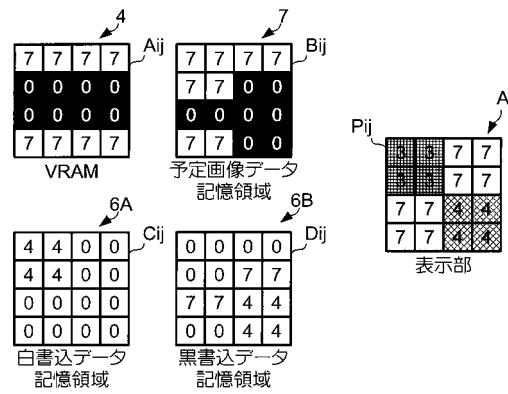 4
7
Aij
Bij
7 7 7 7
0 0 0 0
0 0 0 0
7 7 7 7
VRAM
7 7 7 7
7 7 0 0
0 0 0 0
7 7 0 0
予定画像データ
記憶領域
A
Pij
3 3 7 7
3 3 7 7
7 7 4 4
7 7 4 4
表示部
6A
6B
Cij
Dij
4 4 0 0
4 4 0 0
0 0 0 0
0 0 0 0
白書込データ
記憶領域
0 0 0 0
0 0 7 7
7 7 4 4
0 0 4 4
黒書込データ
記憶領域